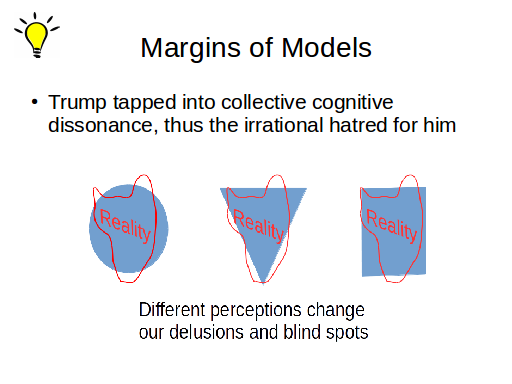 Margins of Models
• Trump tapped into collective cognitive
dissonance, thus the irrational hatred for him
Reality Reality Reality
Different perceptions change
our delusions and blind spots